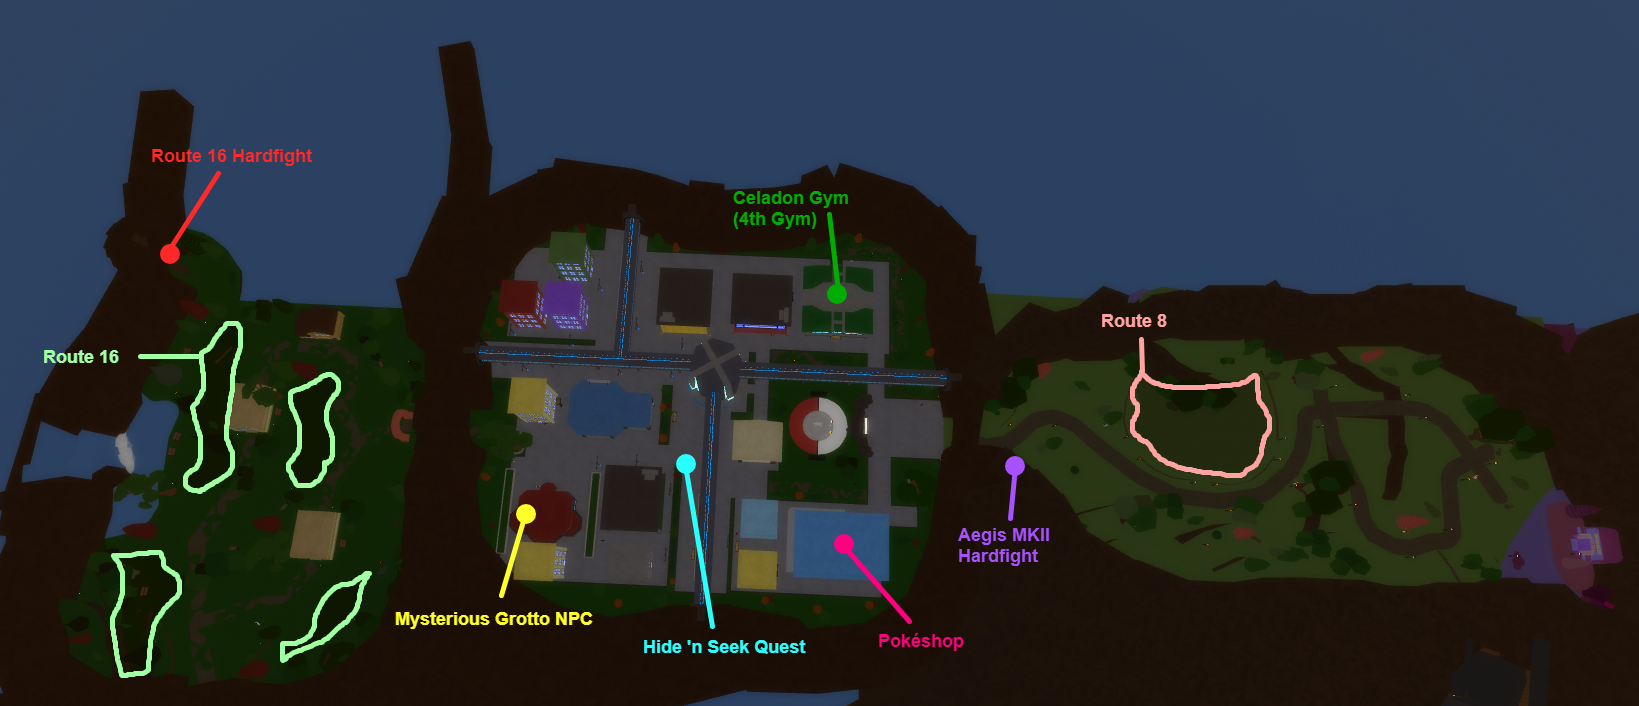 Route 16 Hardfight
Celadon Gym
(4th Gym)
Route 8
Route 16
Aegis MKII
Hardfight
Mysterious Grotto NPC
Hide 'n Seek Quest
Pokéshop